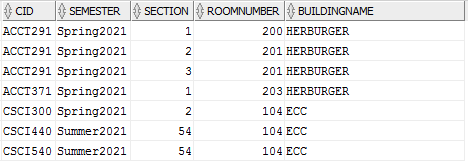 CID SEMESTER SECTION ROOMNUMBER BUILDINGNAME
ACCT291 Spring2021 1 200 HERBURGER
ACCT291 Spring2021 2 201 HERBURGER
ACCT291 Spring2021 3 201 HERBURGER
ACCT371 Spring2021 1 203 HERBURGER
CSCI300 Spring2021 2 104 ECC
CSCI440 Summer2021 54 104 ECC
CSCI540 Summer2021 54 104 ECC